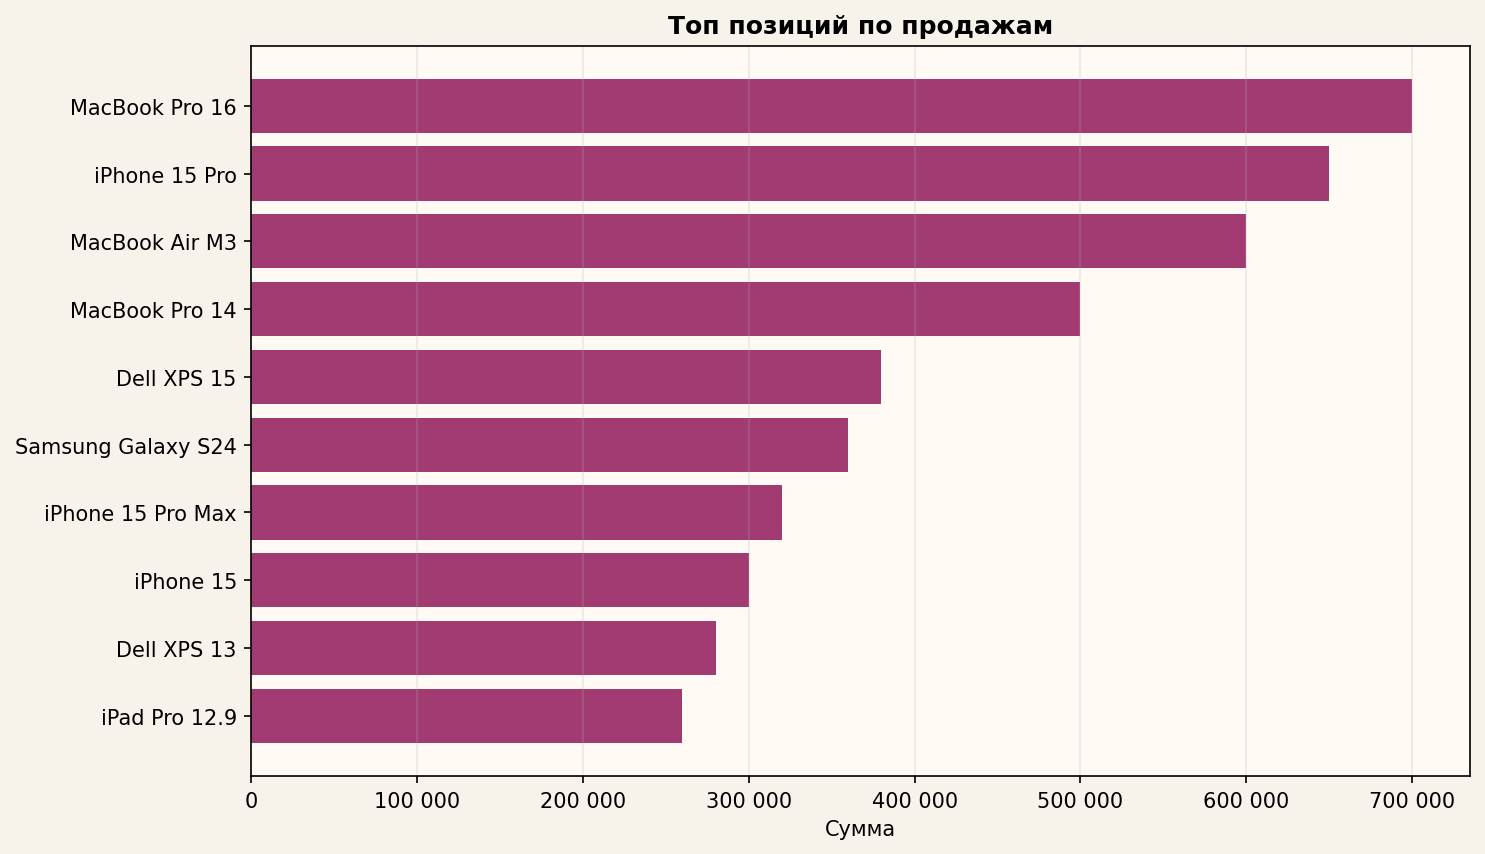 Топ позиций по продажам
MacBook Pro 16
iPhone 15 Pro
MacBook Air M3
MacBook Pro 14
Dell XPS 15
Samsung Galaxy S24
iPhone 15 Pro Max
iPhone 15
Dell XPS 13
iPad Pro 12.9
0 100 000 200 000 300 000 400 000 500 000 600 000 700 000
Сумма